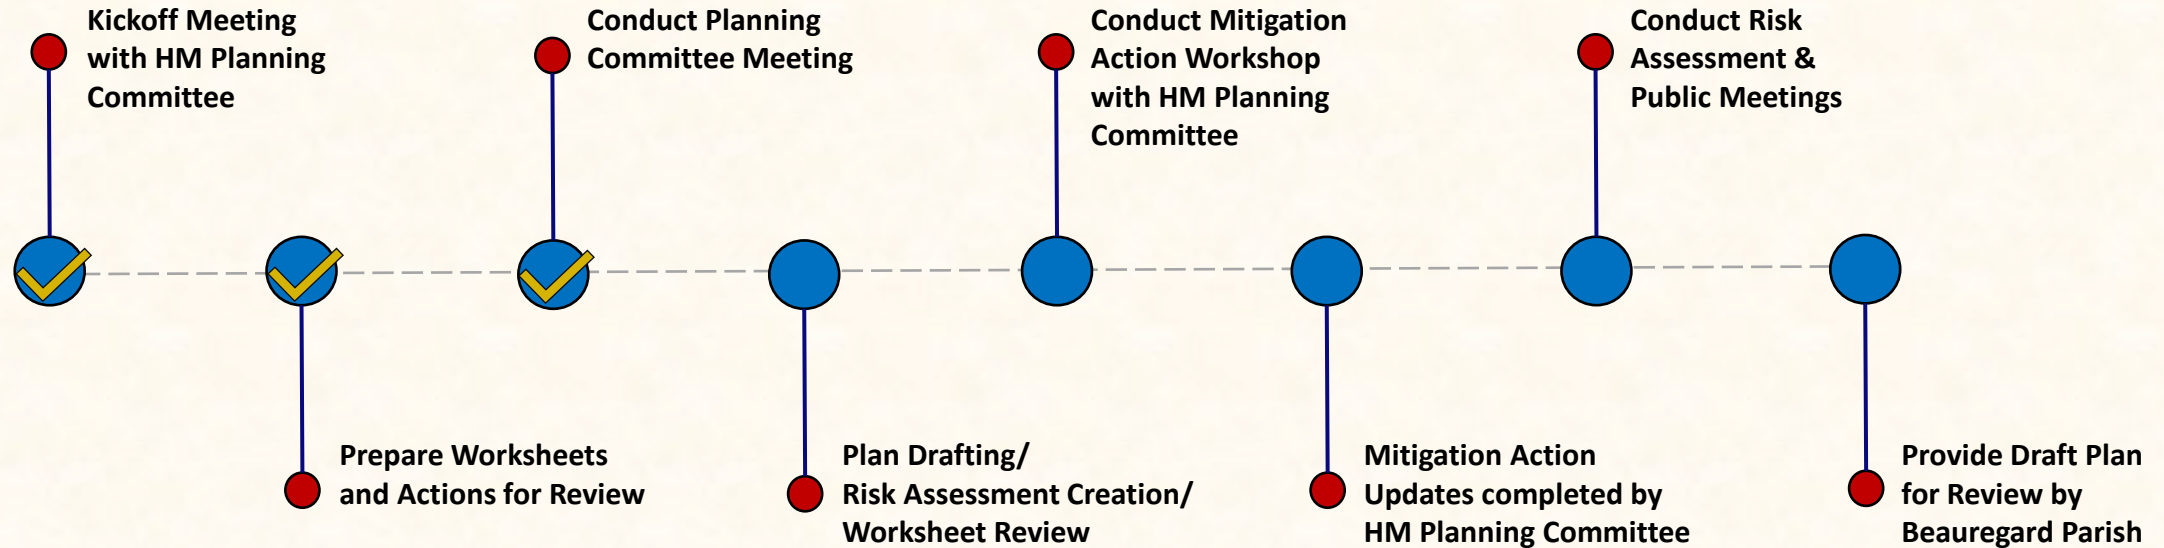 Kickoff Meeting
with HM Planning
Committee
Prepare Worksheets
and Actions for Review
Conduct Planning
Committee Meeting
Plan Drafting/
Risk Assessment Creation/
Worksheet Review
Conduct Mitigation
Action Workshop
with HM Planning
Committee
Mitigation Action
Updates completed by
HM Planning Committee
Conduct Risk
Assessment &
Public Meetings
Provide Draft Plan
for Review by
Beauregard Parish